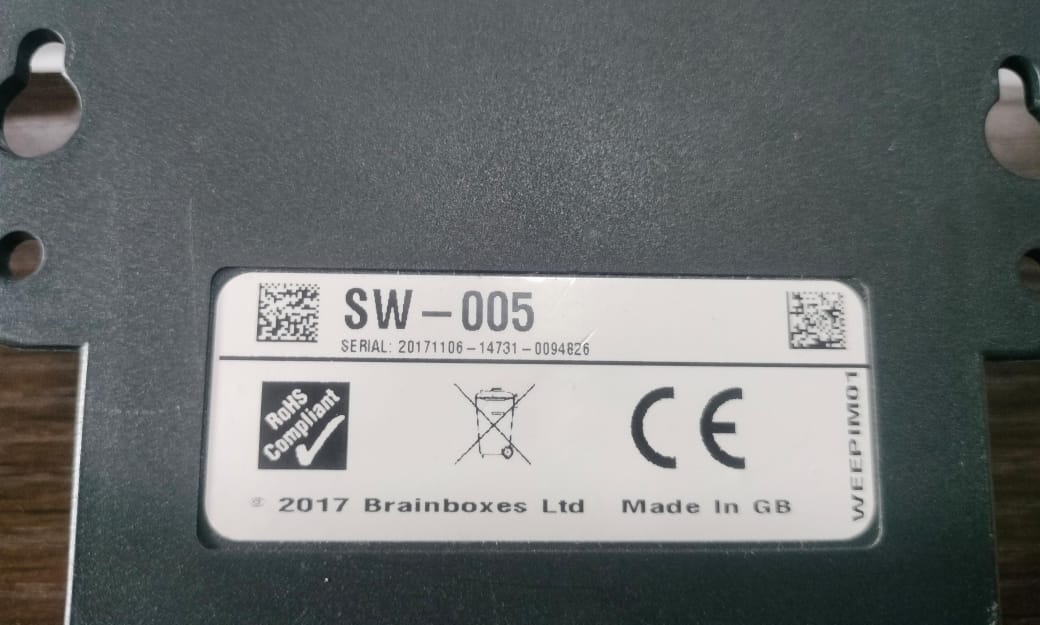 SW-005
SERIAL: 20171106-14731-0094826
RoHS
Compliant
CE
© 2017 Brainboxes Ltd Made In GB
WEEPIM01